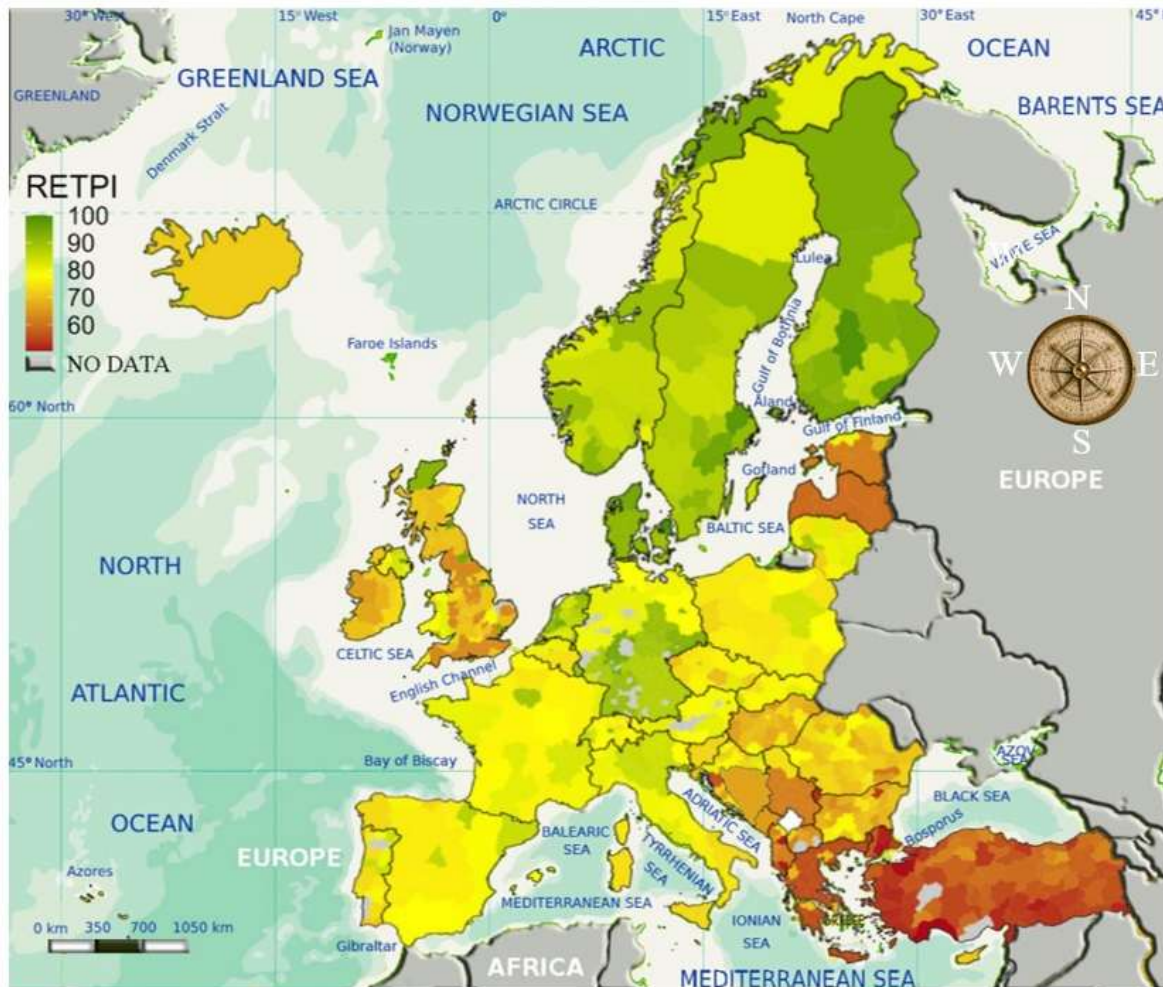 30° West
15° West
0°
15° East
North Cape
30° East
45°
Jan Mayen
(Norway)
ARCTIC
OCEAN
GREENLAND SEA
GREENLAND
NORWEGIAN SEA
BARENTS SEA
Denmark Strait
RETPI
100
90
80
70
60
NO DATA
ARCTIC CIRCLE
WHITE SEA
Lulea
Gulf of Bothnia
N
W
E
S
Faroe Islands
60° North
Åland
Gulf of Finland
Gotland
EUROPE
NORTH
SEA
BALTIC SEA
NORTH
CELTIC SEA
English Channel
ATLANTIC
Bay of Biscay
45° North
AZOV
SEA
BLACK SEA
OCEAN
ADRIATIC SEA
Bosporus
BALEARIC
SEA
TYRRHENIAN
SEA
EUROPE
Azores
MEDITERRANEAN SEA
IONIAN
SEA
GREECE
0 km
350
700
1050 km
Gibraltar
AFRICA
MEDITERRANEAN SEA